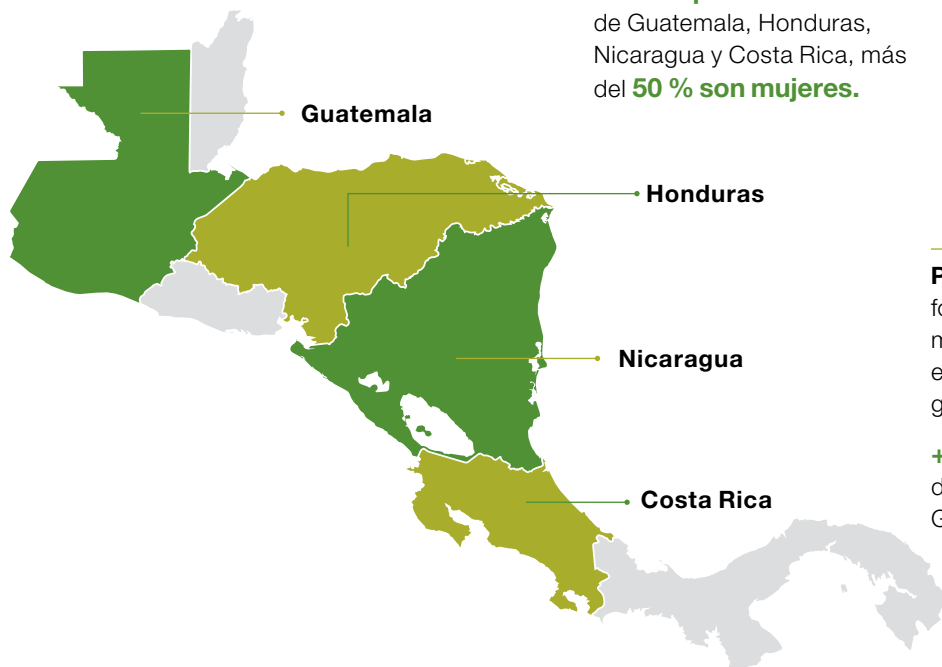 de Guatemala, Honduras,
Nicaragua y Costa Rica, más
del 50 % son mujeres.
Guatemala
Honduras
Nicaragua
Costa Rica